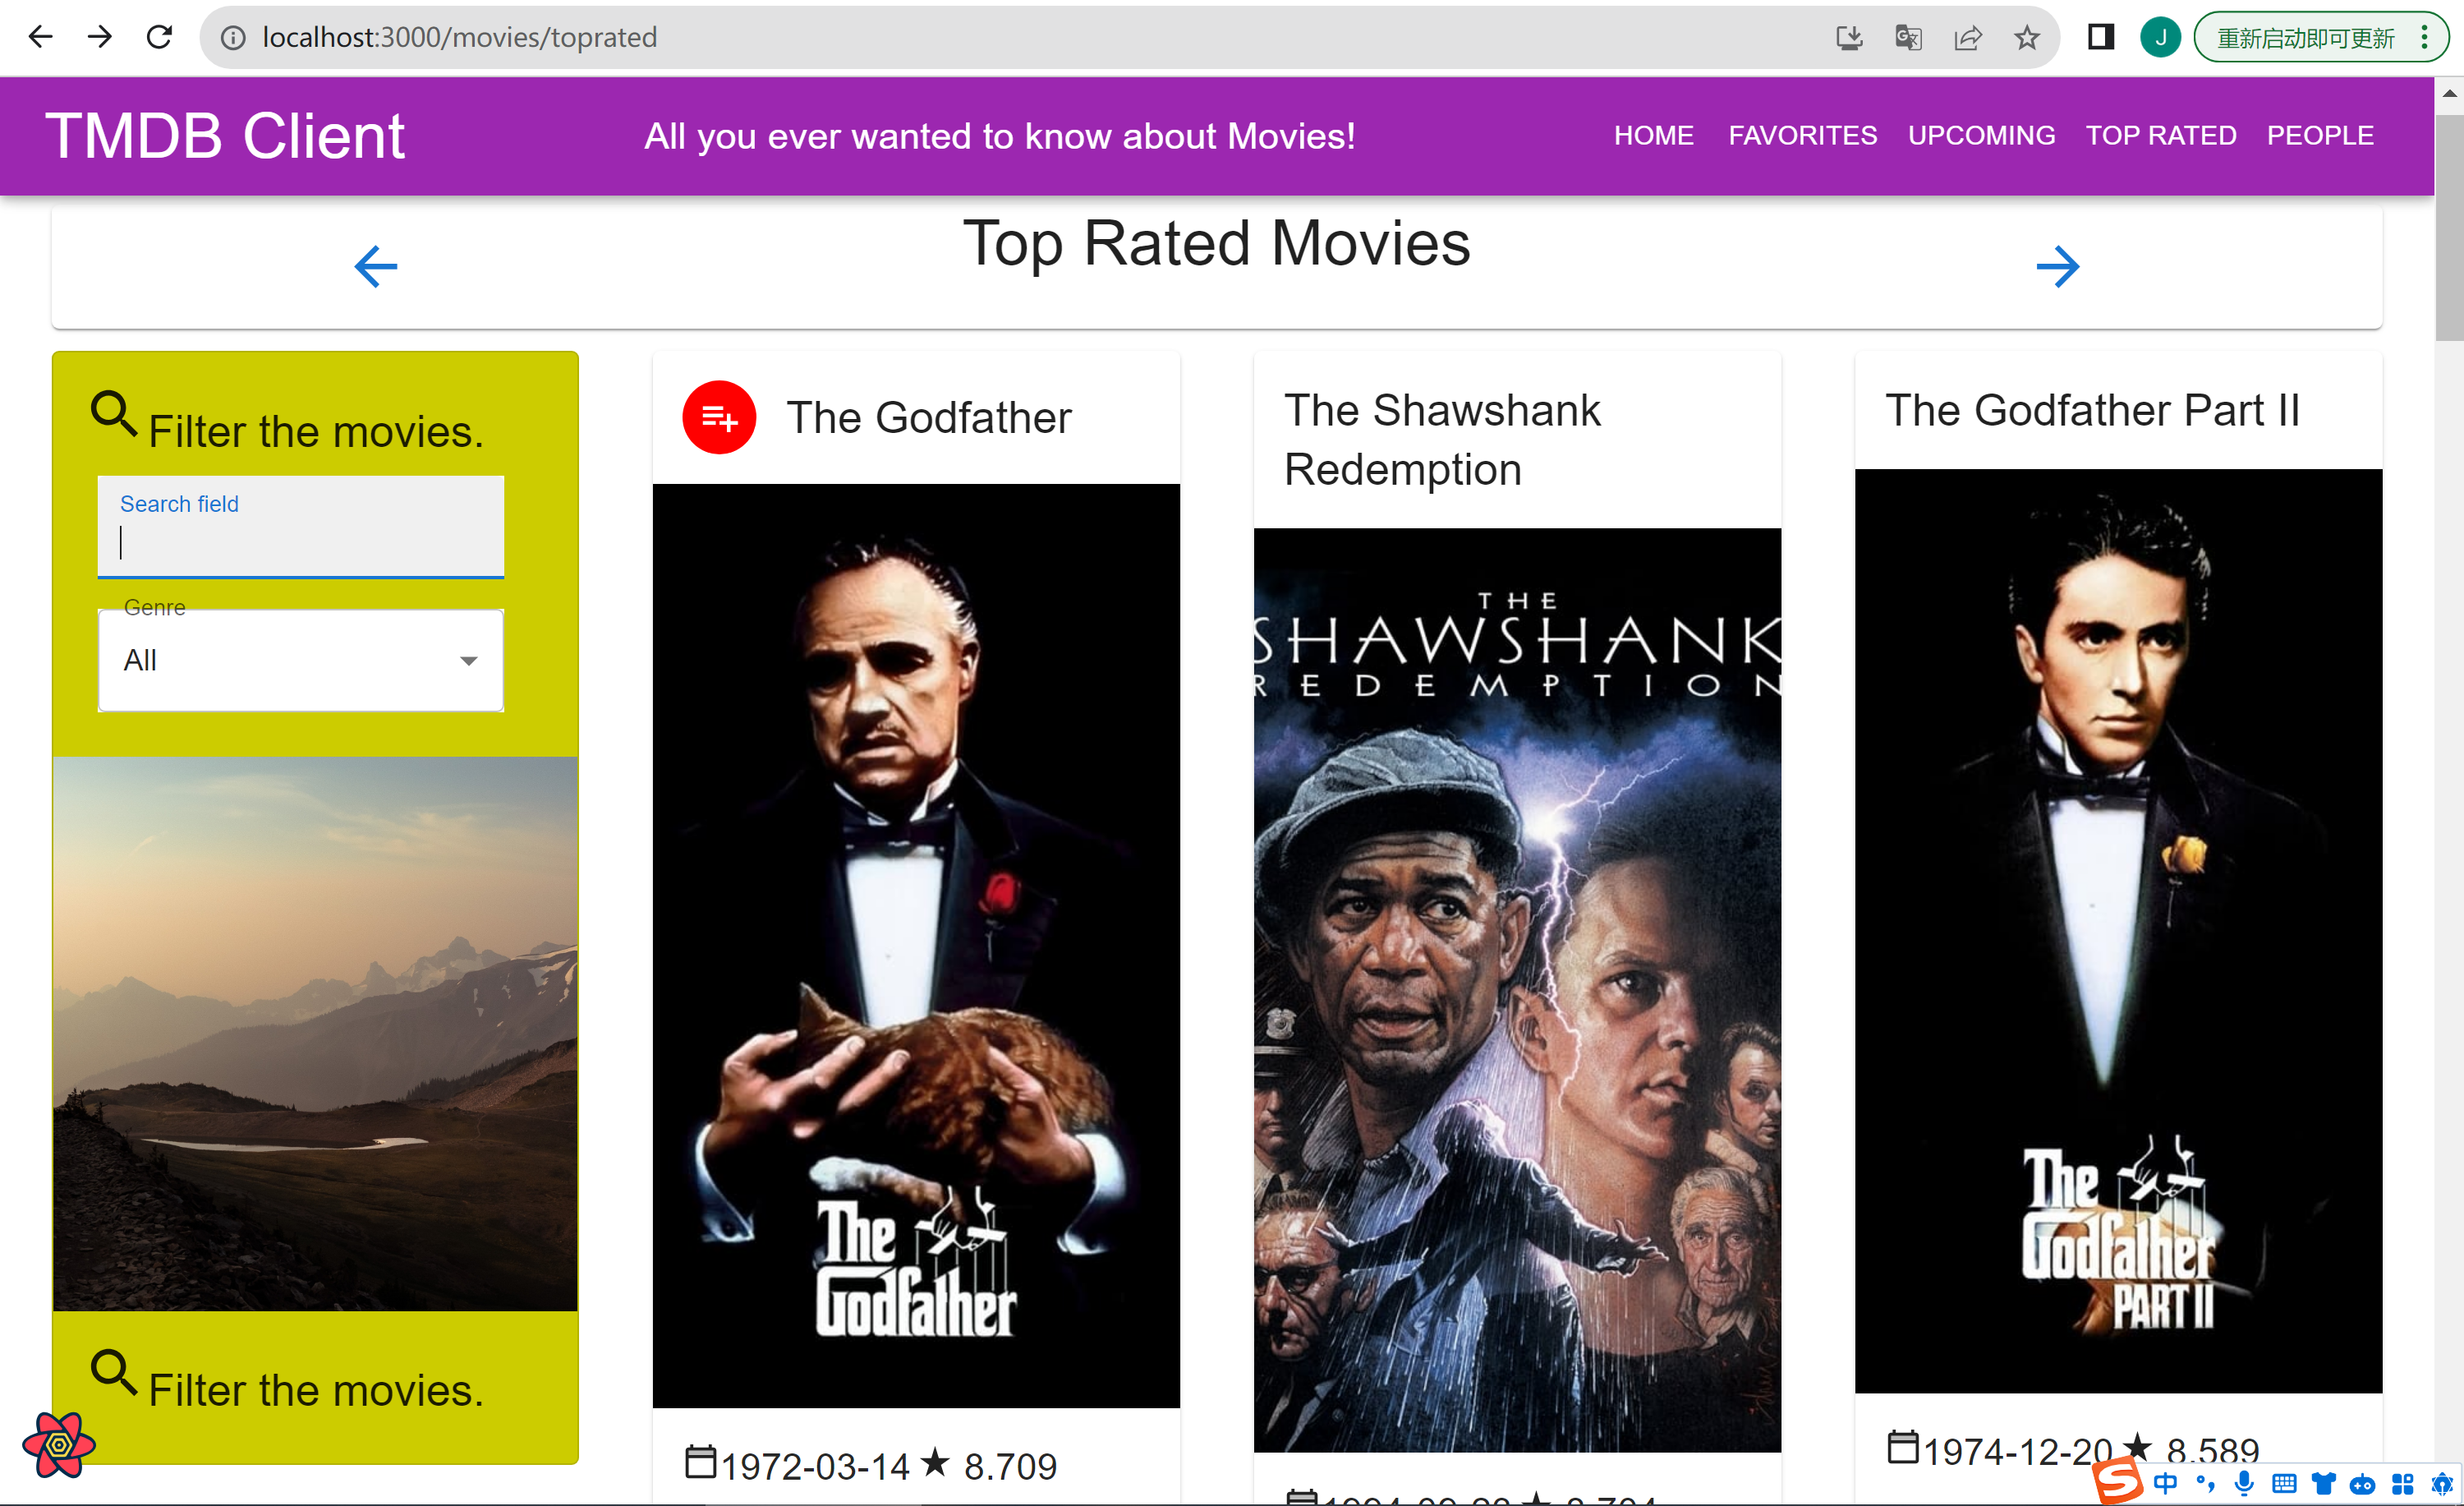 localhost:3000/movies/toprated
J
重新启动即可更新
TMDB Client
All you ever wanted to know about Movies!
HOME
FAVORITES
UPCOMING
TOP RATED
PEOPLE
Top Rated Movies
Filter the movies.
Search field
Genre
All
Filter the movies.
The Godfather
The
Godfather
1972-03-14 ★ 8.709
The Shawshank
Redemption
THE
SHAWSHANK
REDEMPTION
The Godfather Part II
The
Godfather
PART II
1974-12-20 ★ 8.589
中